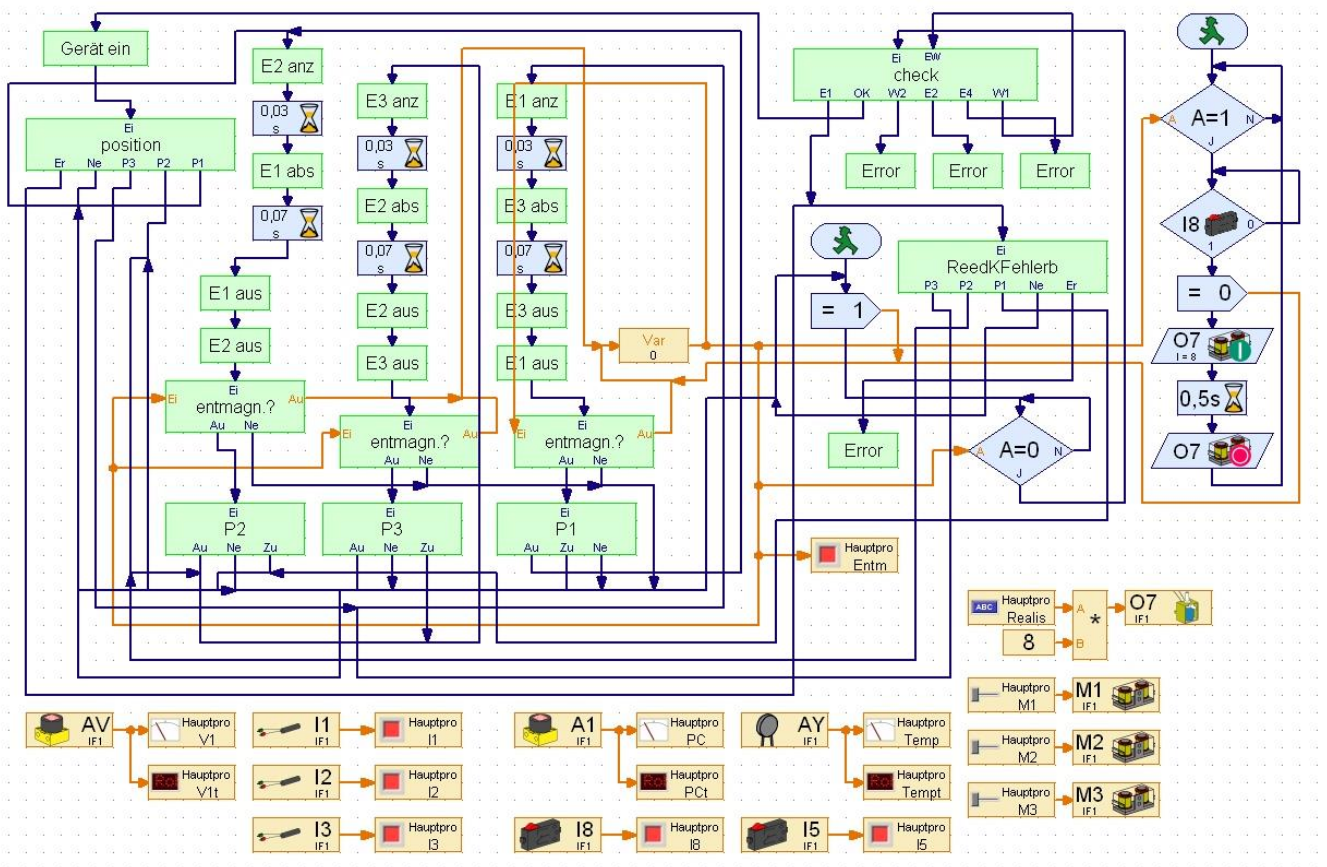 Gerät ein
Ei
position
Er Ne P3 P2 P1
E2 anz
0,03
s
E1 abs
0,07
s
E1 aus
E2 aus
Ei
Ei entmagn.? Au
Au Ne
Ei
P2
Au Ne Zu
E3 anz
0,03
s
E2 abs
0,07
s
E2 aus
E3 aus
Ei
Ei entmagn.? Au
Au Ne
Ei
P3
Au Ne Zu
E1 anz
0,03
s
E3 abs
0,07
s
E3 aus
E1 aus
Ei
Ei entmagn.? Au
Au Ne
Ei
P1
Au Zu Ne
Var
0
Ei EW
check
E1 OK W2 E2 E4 W1
Error
Error
Error
= 1
Ei
ReedKFehlerb
P3 P2 P1 Ne Er
Error
A A=0 N
J
Hauptpro
Entm
A A=1 N
J
I8 0
1
= 0
O7
I = 8
0,5s
O7
ABC Hauptpro
Realis
8
A
*
B
O7
IF1
Hauptpro
M1
M1
IF1
Hauptpro
M2
M2
IF1
Hauptpro
M3
M3
IF1
AV
IF1
Hauptpro
V1
Hauptpro
V1t
I1
IF1
Hauptpro
I1
I2
IF1
Hauptpro
I2
I3
IF1
Hauptpro
I3
A1
IF1
Hauptpro
PC
Hauptpro
PCt
I8
IF1
Hauptpro
I8
AY
IF1
Hauptpro
Temp
Hauptpro
Tempt
I5
IF1
Hauptpro
I5